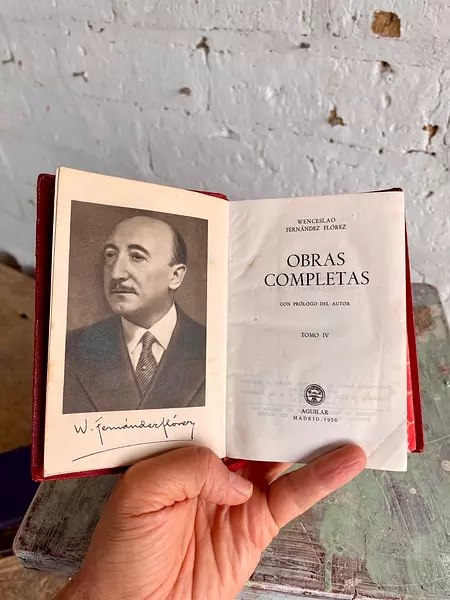 W. Fernández Flórez
WENCESLAO
FERNÁNDEZ FLÓREZ
OBRAS
COMPLETAS
CON PRÓLOGO DEL AUTOR
TOMO IV
AGUILAR
MADRID-1956